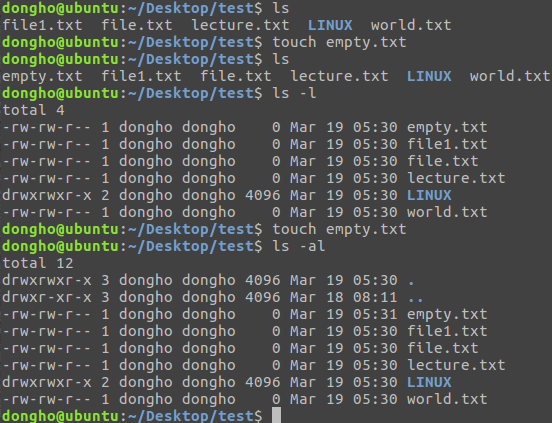 dongho@ubuntu:~/Desktop/test$ ls
file1.txt  file.txt  lecture.txt  LINUX  world.txt
dongho@ubuntu:~/Desktop/test$ touch empty.txt
dongho@ubuntu:~/Desktop/test$ ls
empty.txt  file1.txt  file.txt  lecture.txt  LINUX  world.txt
dongho@ubuntu:~/Desktop/test$ ls -l
total 4
-rw-rw-r-- 1 dongho dongho    0 Mar 19 05:30 empty.txt
-rw-rw-r-- 1 dongho dongho    0 Mar 19 05:30 file1.txt
-rw-rw-r-- 1 dongho dongho    0 Mar 19 05:30 file.txt
-rw-rw-r-- 1 dongho dongho    0 Mar 19 05:30 lecture.txt
drwxrwxr-x 2 dongho dongho 4096 Mar 19 05:30 LINUX
-rw-rw-r-- 1 dongho dongho    0 Mar 19 05:30 world.txt
dongho@ubuntu:~/Desktop/test$ touch empty.txt
dongho@ubuntu:~/Desktop/test$ ls -al
total 12
drwxrwxr-x 3 dongho dongho 4096 Mar 19 05:30 .
drwxr-xr-x 3 dongho dongho 4096 Mar 18 08:11 ..
-rw-rw-r-- 1 dongho dongho    0 Mar 19 05:31 empty.txt
-rw-rw-r-- 1 dongho dongho    0 Mar 19 05:30 file1.txt
-rw-rw-r-- 1 dongho dongho    0 Mar 19 05:30 file.txt
-rw-rw-r-- 1 dongho dongho    0 Mar 19 05:30 lecture.txt
drwxrwxr-x 2 dongho dongho 4096 Mar 19 05:30 LINUX
-rw-rw-r-- 1 dongho dongho    0 Mar 19 05:30 world.txt
dongho@ubuntu:~/Desktop/test$